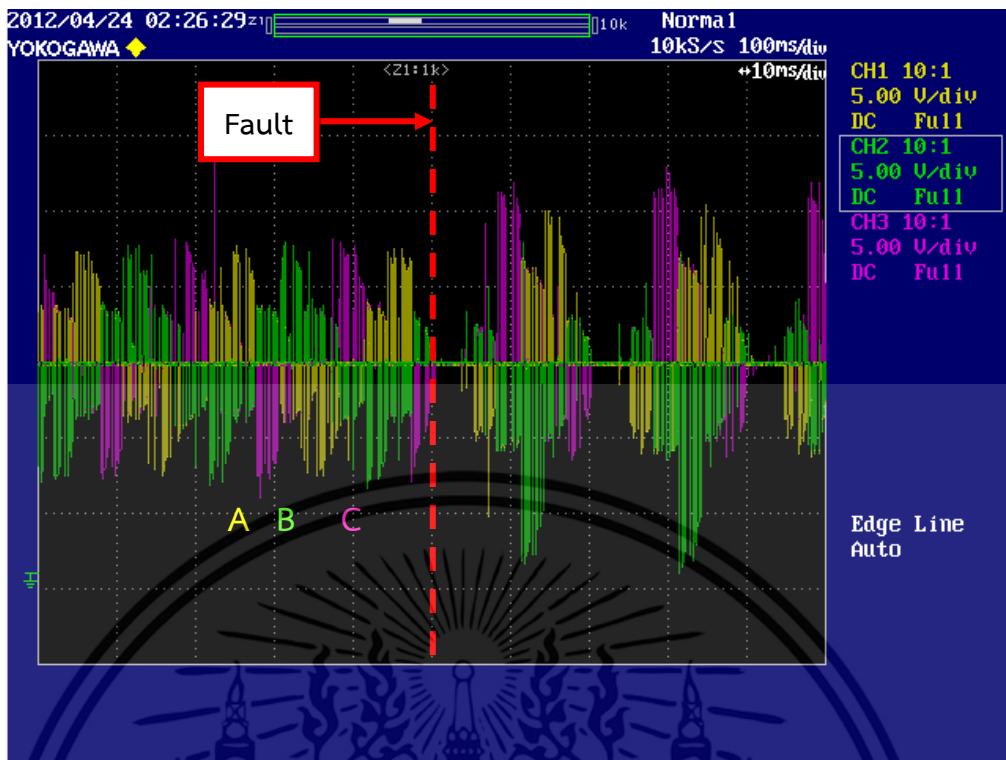 2012/04/24 02:26:29 Z1 10k Normal
YOKOGAWA 10kS/s 100ms/div
<Z1:1k> ↔10ms/div
Fault
CH1 10:1
5.00 V/div
DC Full
CH2 10:1
5.00 V/div
DC Full
CH3 10:1
5.00 V/div
DC Full
A B C
Edge Line
Auto